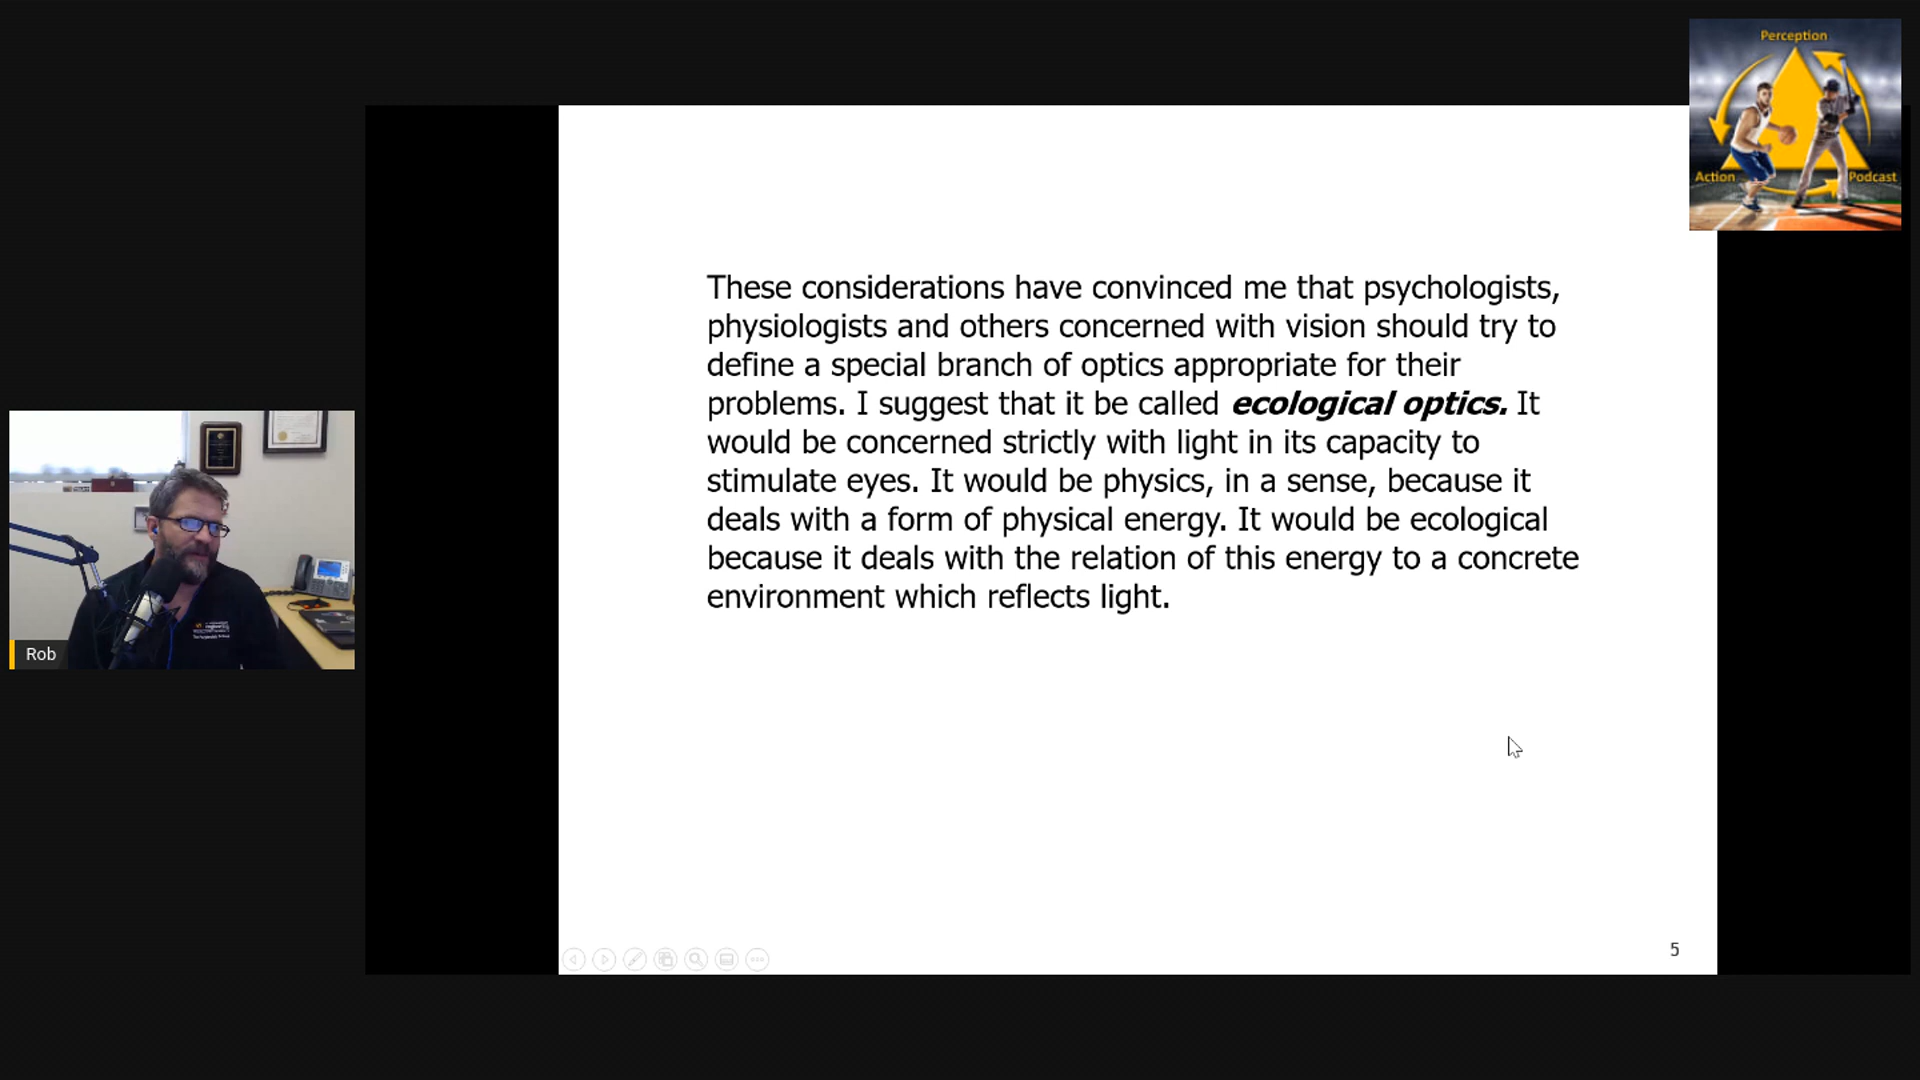 Perception
Action
Podcast
These considerations have convinced me that psychologists,
physiologists and others concerned with vision should try to
define a special branch of optics appropriate for their
problems. I suggest that it be called ecological optics. It
would be concerned strictly with light in its capacity to
stimulate eyes. It would be physics, in a sense, because it
deals with a form of physical energy. It would be ecological
because it deals with the relation of this energy to a concrete
environment which reflects light.
Rob
5